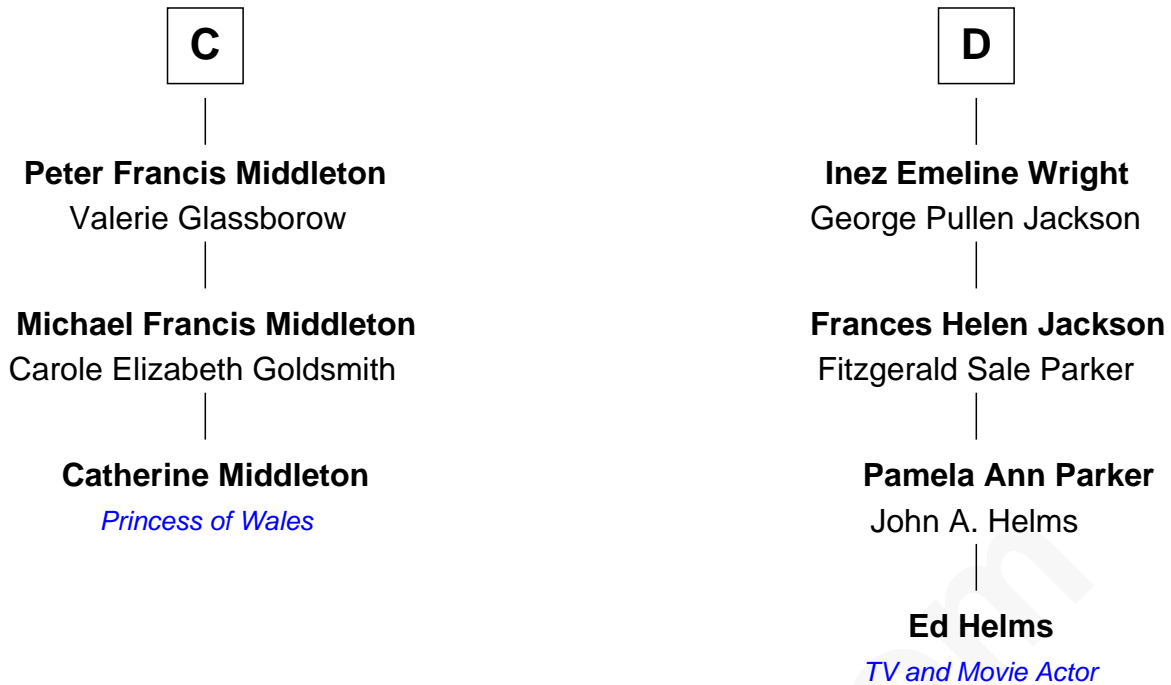 C
Peter Francis Middleton
Valerie Glassborow
Michael Francis Middleton
Carole Elizabeth Goldsmith
Catherine Middleton
Princess of Wales
D
Inez Emeline Wright
George Pullen Jackson
Frances Helen Jackson
Fitzgerald Sale Parker
Pamela Ann Parker
John A. Helms
Ed Helms
TV and Movie Actor